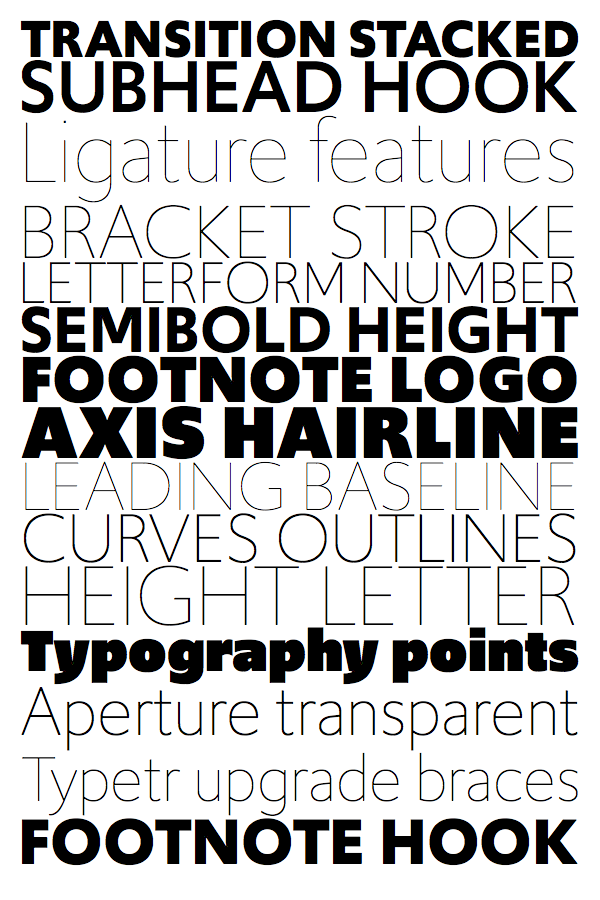 TRANSITION STACKED
SUBHEAD HOOK
Ligature features
BRACKET STROKE
LETTERFORM NUMBER
SEMIBOLD HEIGHT
FOOTNOTE LOGO
AXIS HAIRLINE
LEADING BASELINE
CURVES OUTLINES
HEIGHT LETTER
Typography points
Aperture transparent
Typetr upgrade braces
FOOTNOTE HOOK